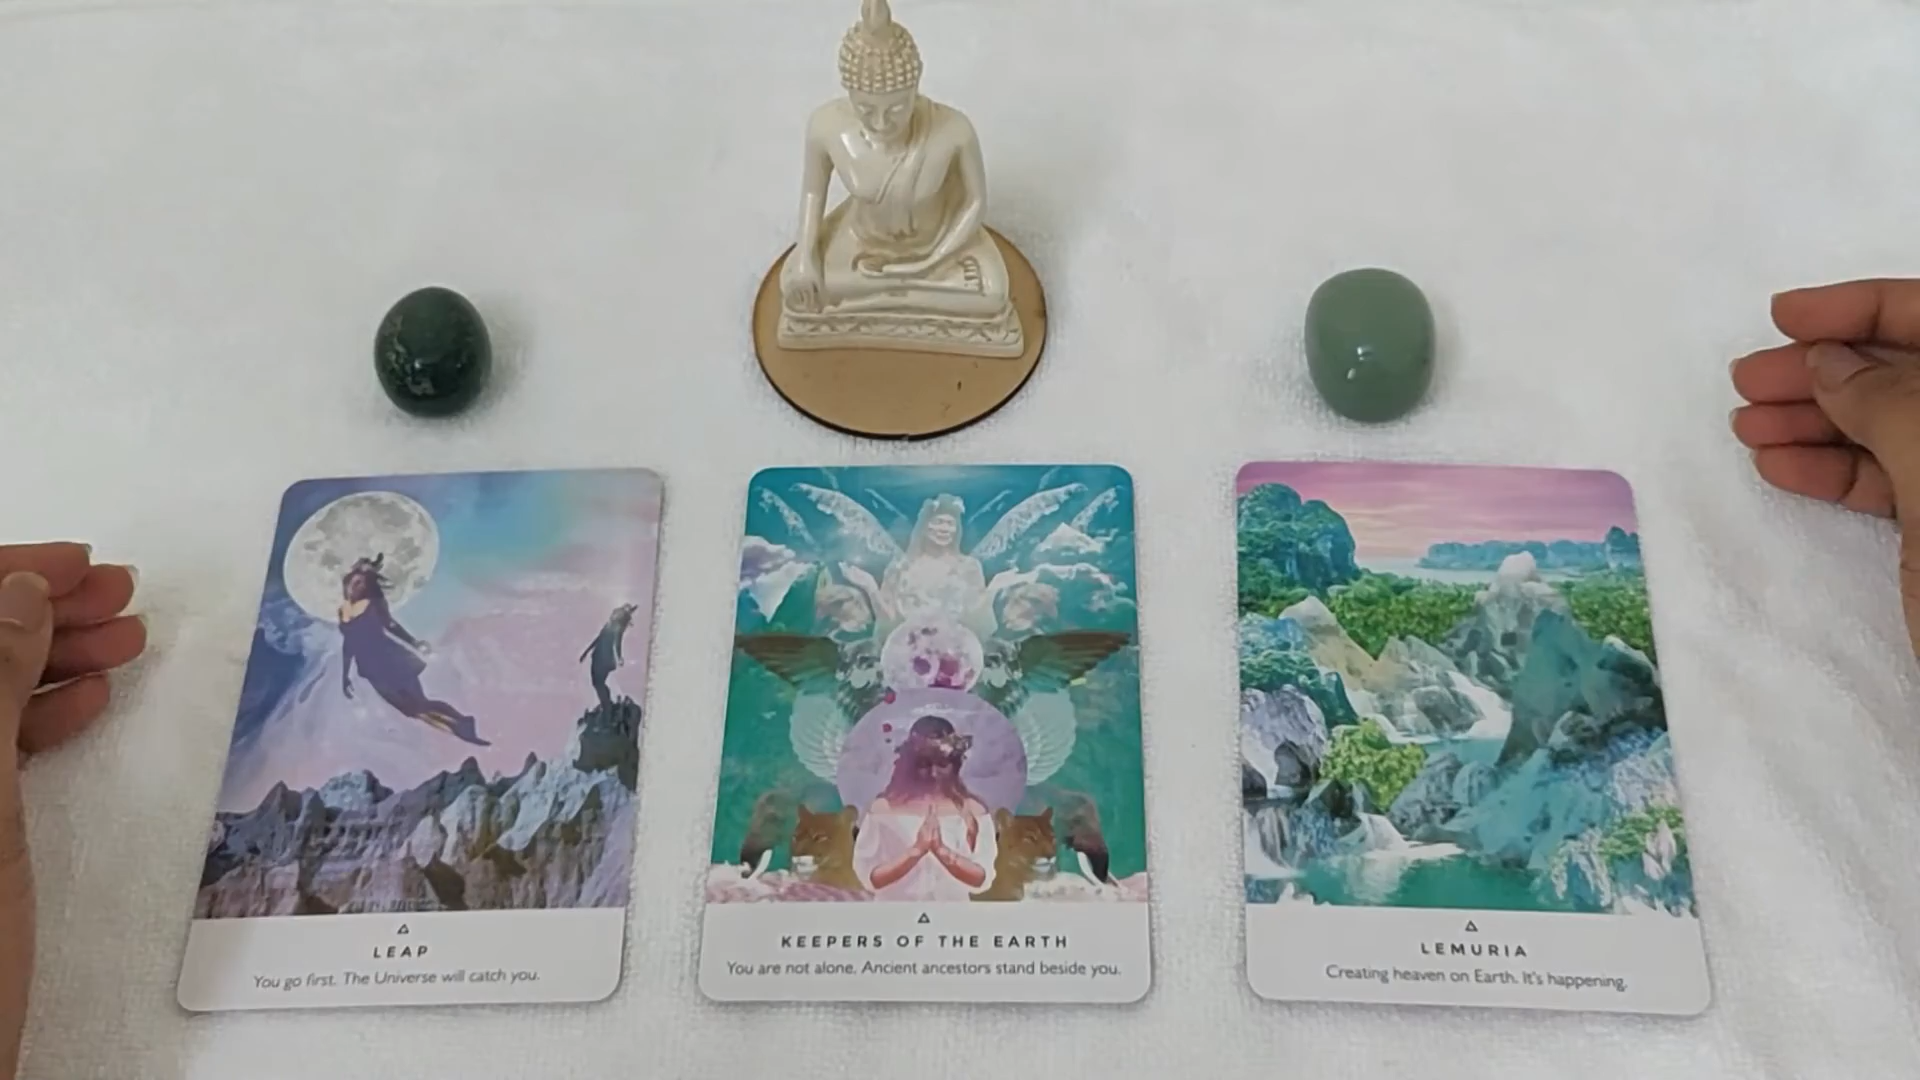 LEAP
You go first. The Universe will catch you.
KEEPERS OF THE EARTH
You are not alone. Ancient ancestors stand beside you.
LEMURIA
Creating heaven on Earth. It's happening.